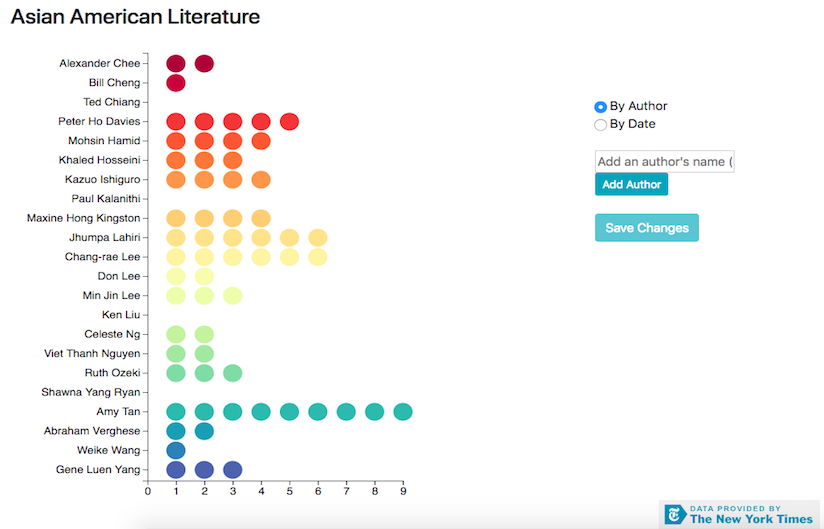 Asian American Literature
Alexander Chee
Bill Cheng
Ted Chiang
Peter Ho Davies
Mohsin Hamid
Khaled Hosseini
Kazuo Ishiguro
Paul Kalanithi
Maxine Hong Kingston
Jhumpa Lahiri
Chang-rae Lee
Don Lee
Min Jin Lee
Ken Liu
Celeste Ng
Viet Thanh Nguyen
Ruth Ozeki
Shawna Yang Ryan
Amy Tan
Abraham Verghese
Weike Wang
Gene Luen Yang
0 1 2 3 4 5 6 7 8 9
By Author
By Date
Add an author's name (
Add Author
Save Changes
T
DATA PROVIDED BY
The New York Times